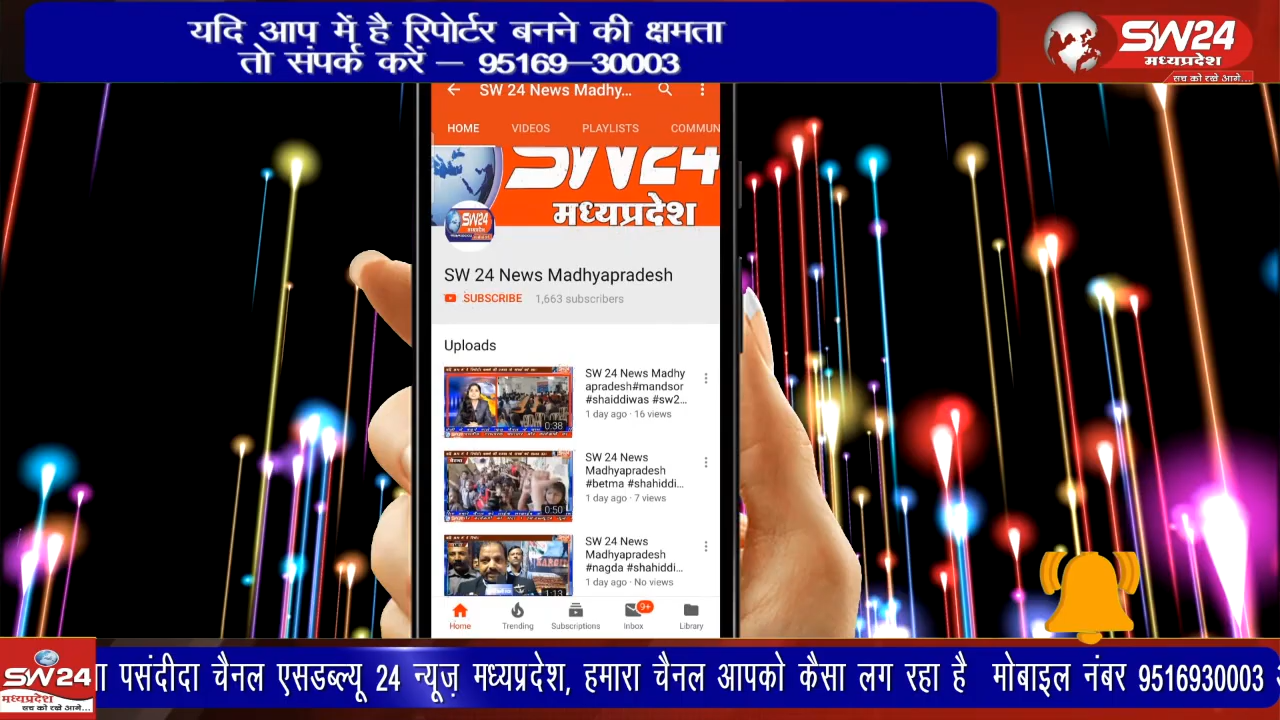 यदि आप में है रिपोर्टर बनने की क्षमता
तो संपर्क करें – 95169–30003
SW24
मध्यप्रदेश
सच को रखे आगे...
SW 24 News Madhy...
HOME VIDEOS PLAYLISTS COMMUN
SW24
मध्यप्रदेश
SW24
SW 24 News Madhyapradesh
SUBSCRIBE 1,663 subscribers
Uploads
SW 24 News Madhy
apradesh#mandsor
#shaiddiwas #sw2...
1 day ago · 16 views
0:38
SW 24 News
Madhyapradesh
#betma #shahiddi...
1 day ago · 7 views
0:50
SW 24 News
Madhyapradesh
#nagda #shahiddi...
1 day ago · No views
1:13
9+
Home Trending Subscriptions Inbox Library
SW24
मध्यप्रदेश
सच को रखे आगे...
ा पसंदीदा चैनल एसडब्ल्यू 24 न्यूज़ मध्यप्रदेश, हमारा चैनल आपको कैसा लग रहा है मोबाइल नंबर 9516930003